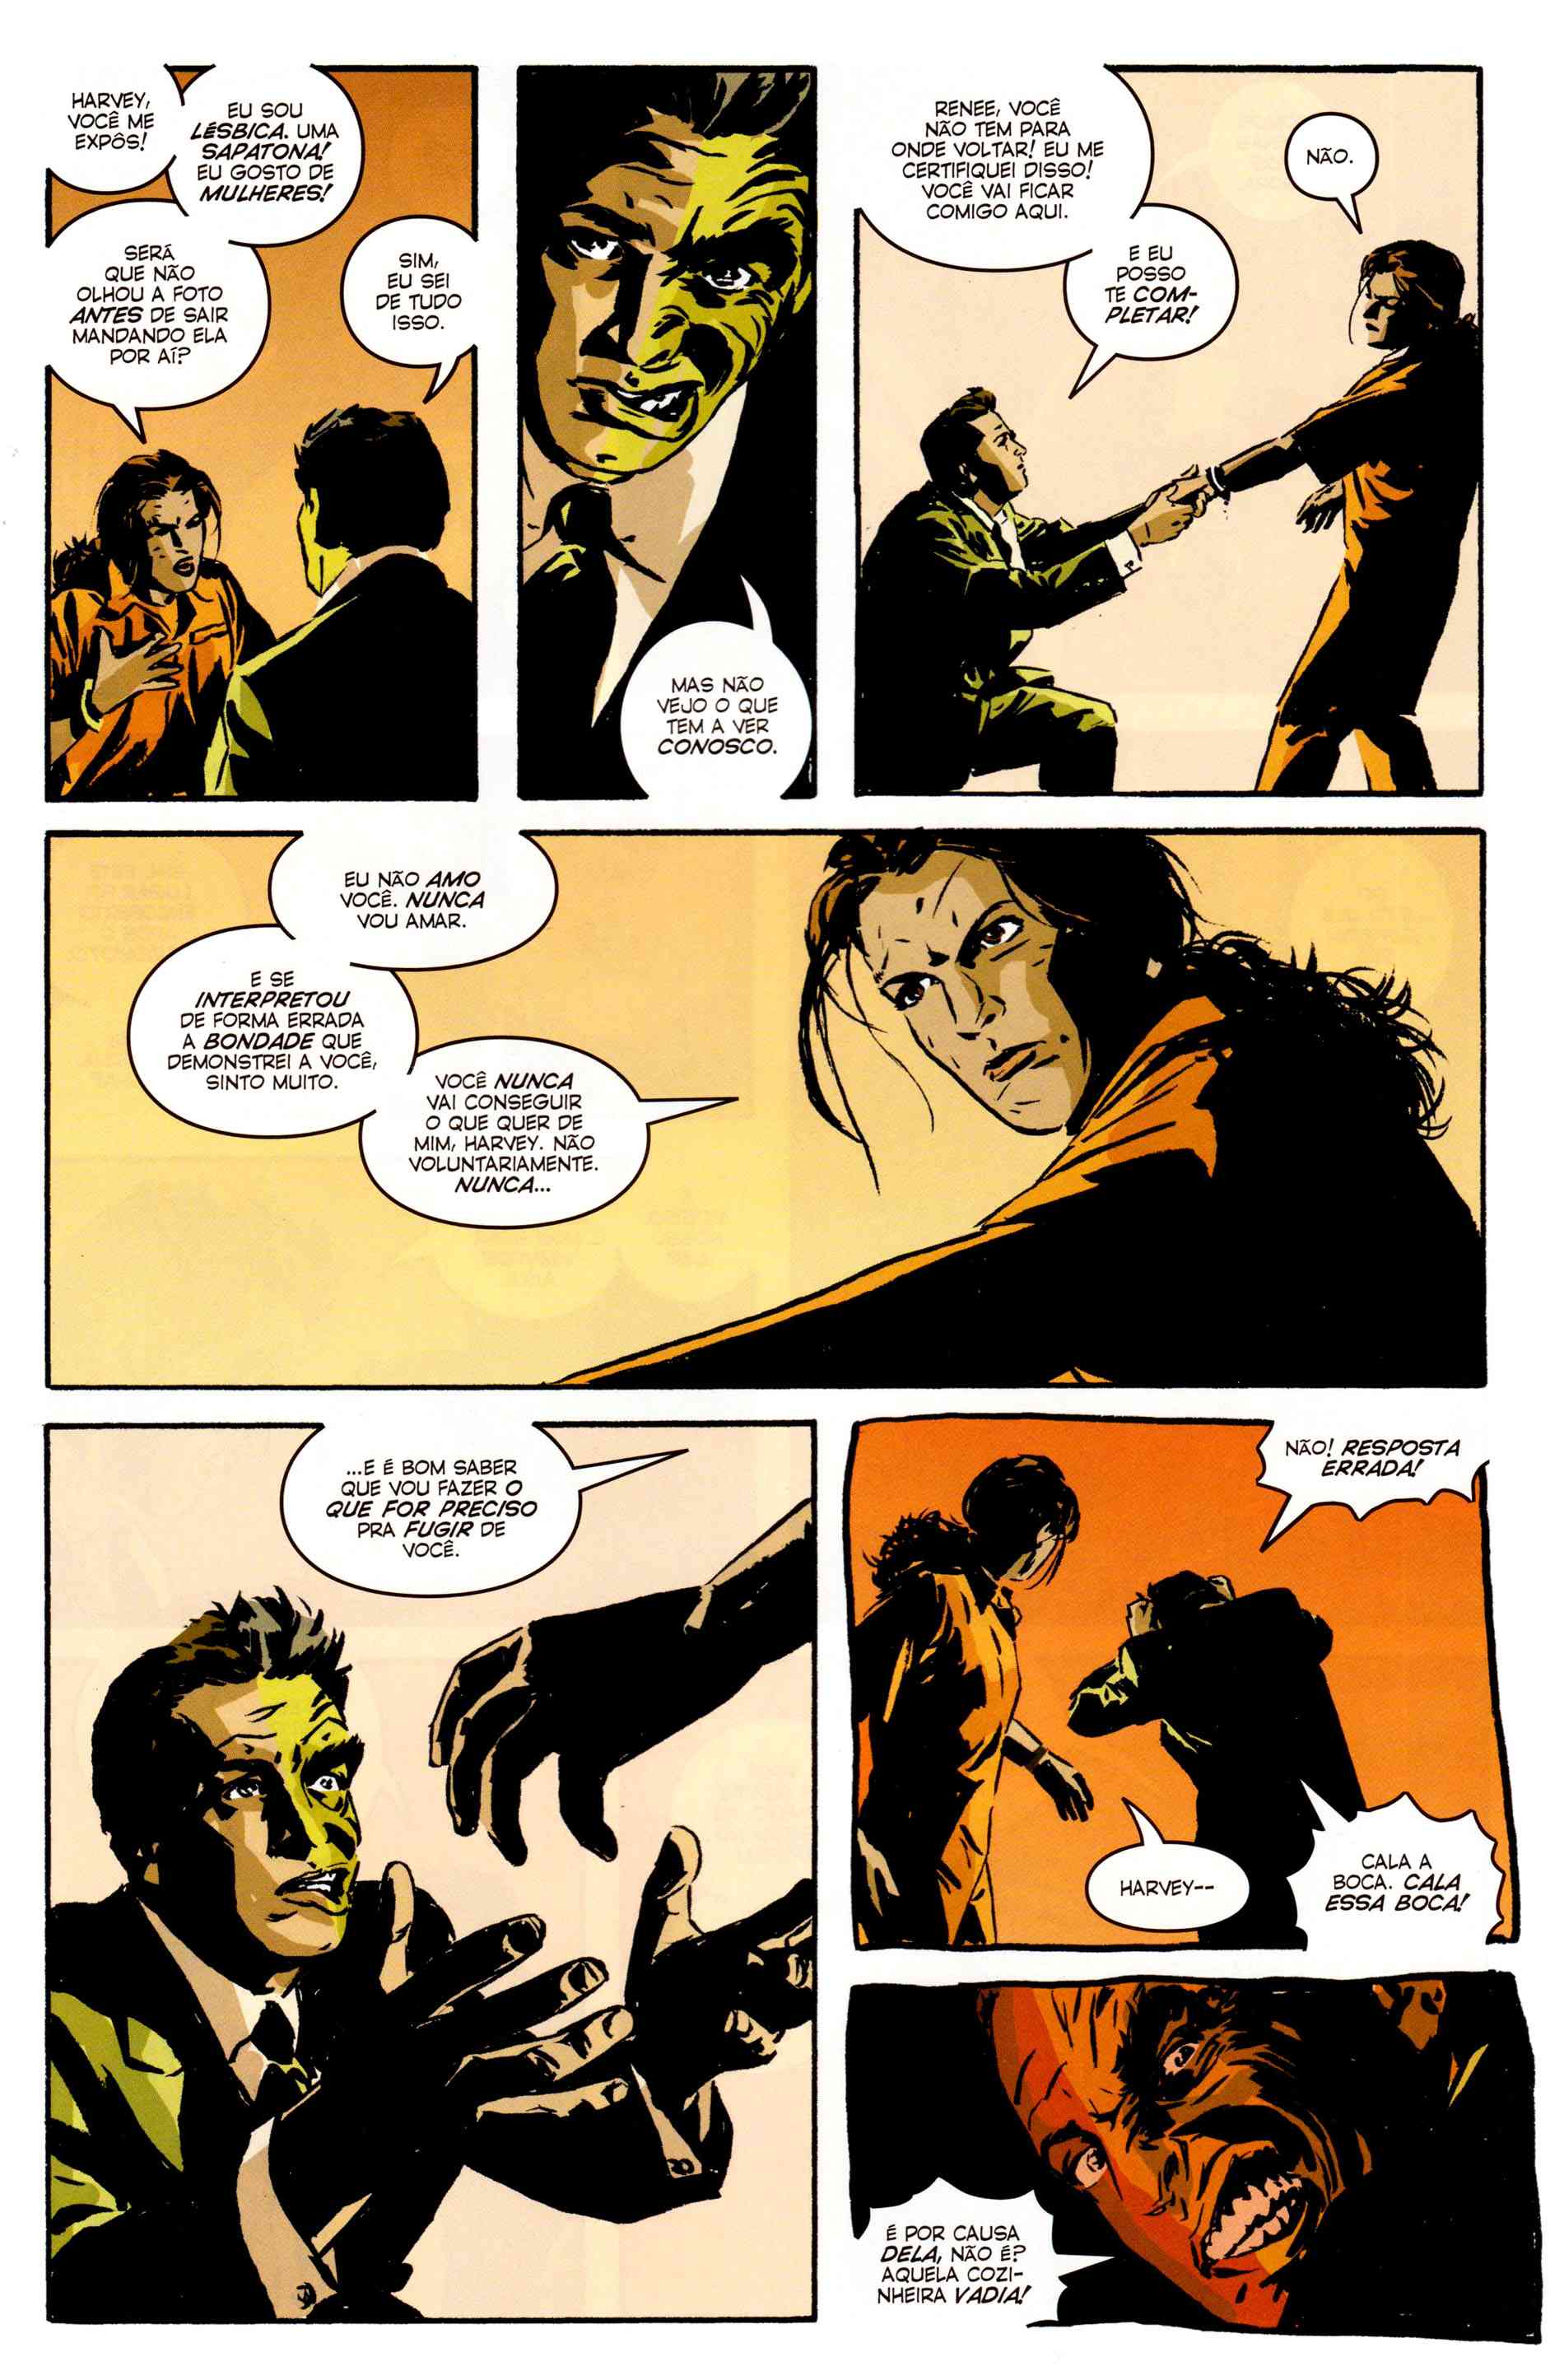 HARVEY,
VOCÊ ME
EXPÔS!
EU SOU
LÉSBICA. UMA
SAPATONA!
EU GOSTO DE
MULHERES!
SERÁ
QUE NÃO
OLHOU A FOTO
ANTES DE SAIR
MANDANDO ELA
POR AÍ?
SIM,
EU SEI
DE TUDO
ISSO.
MAS NÃO
VEJO O QUE
TEM A VER
CONOSCO.
RENEE, VOCÊ
NÃO TEM PARA
ONDE VOLTAR! EU ME
CERTIFIQUEI DISSO!
VOCÊ VAI FICAR
COMIGO AQUI.
E EU
POSSO
TE COM-
PLETAR!
NÃO.
EU NÃO AMO
VOCÊ. NUNCA
VOU AMAR.
E SE
INTERPRETOU
DE FORMA ERRADA
A BONDADE QUE
DEMONSTREI A VOCÊ,
SINTO MUITO.
VOCÊ NUNCA
VAI CONSEGUIR
O QUE QUER DE
MIM, HARVEY. NÃO
VOLUNTARIAMENTE.
NUNCA...
...E É BOM SABER
QUE VOU FAZER O
QUE FOR PRECISO
PRA FUGIR DE
VOCÊ.
NÃO! RESPOSTA
ERRADA!
HARVEY--
CALA A
BOCA. CALA
ESSA BOCA!
É POR CAUSA
DELA, NÃO É?
AQUELA COZI-
NHEIRA VADIA!